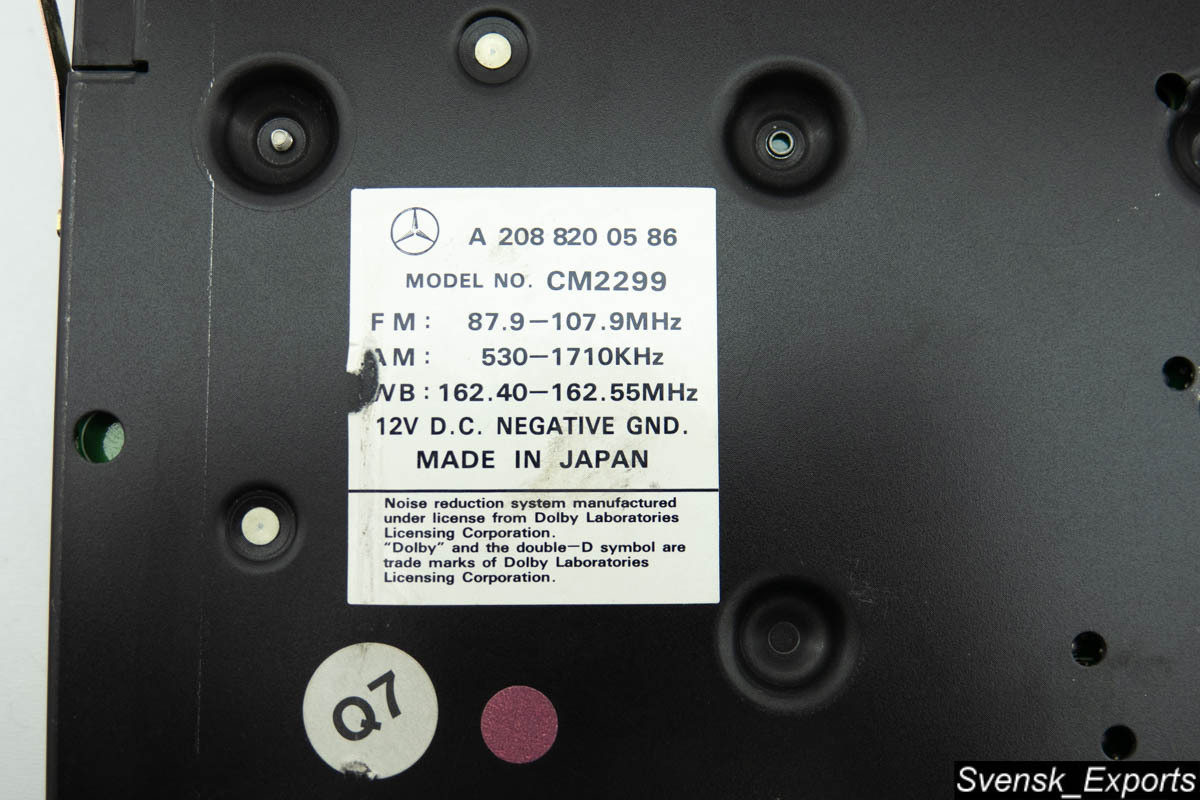 A 208 820 05 86
MODEL NO. CM2299
FM: 87.9–107.9MHz
AM: 530–1710KHz
WB: 162.40–162.55MHz
12V D.C. NEGATIVE GND.
MADE IN JAPAN
Noise reduction system manufactured
under license from Dolby Laboratories
Licensing Corporation.
“Dolby” and the double–D symbol are
trade marks of Dolby Laboratories
Licensing Corporation.
Q7
Svensk_Exports